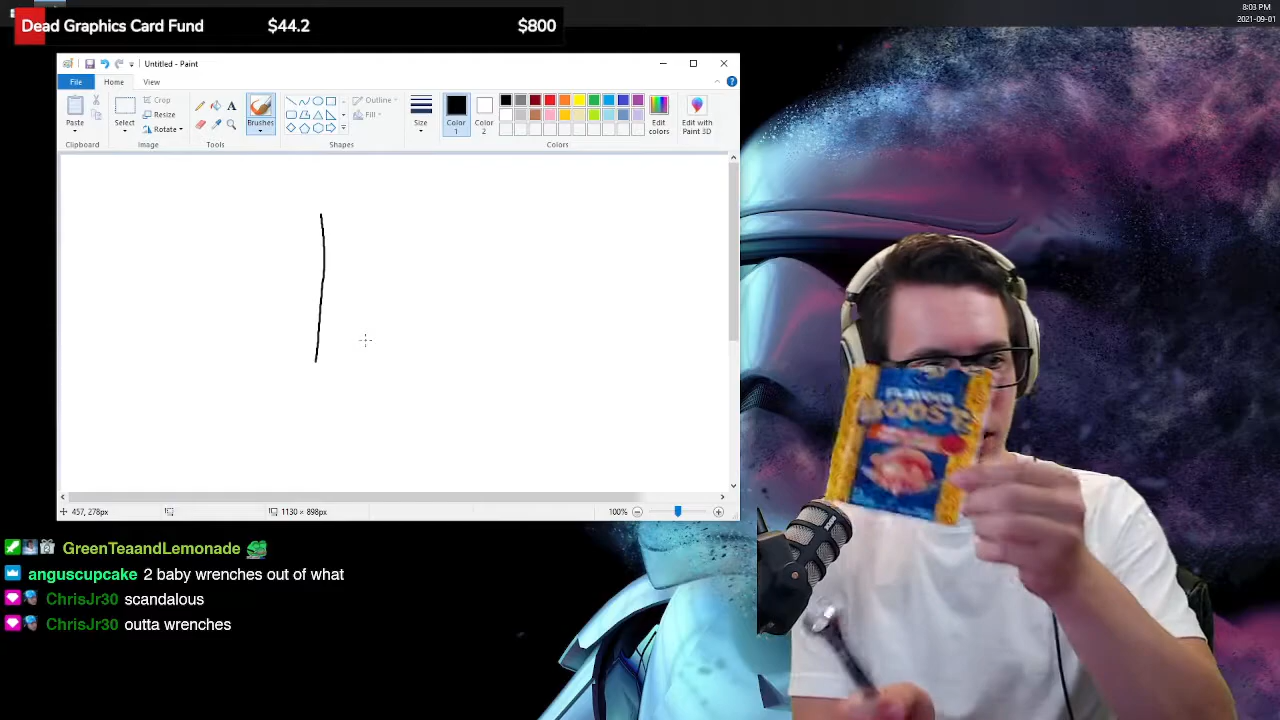 8:03 PM
2021-09-01
Dead Graphics Card Fund $44.2 $800
Untitled - Paint
File Home View
Paste
Select
Crop
Resize
Rotate
A
Brushes
Outline
Fill
Size
Color 1
Color 2
Edit colors
Edit with Paint 3D
Clipboard Image Tools Shapes Colors
457, 278px 1130 × 898px 100%
GreenTeaandLemonade
anguscupcake 2 baby wrenches out of what
ChrisJr30 scandalous
ChrisJr30 outta wrenches
FLAVOUR